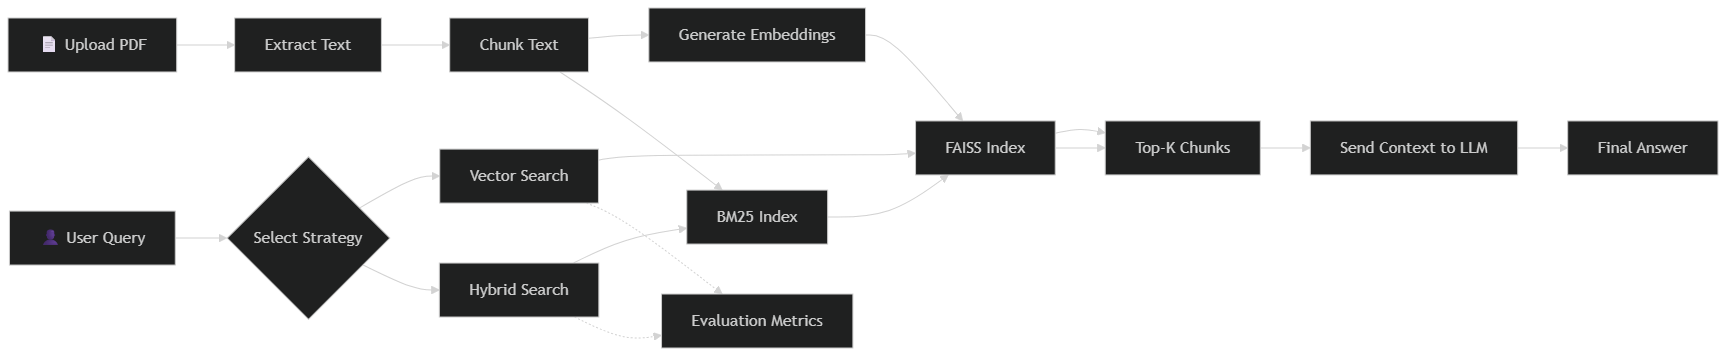 📄 Upload PDF
Extract Text
Chunk Text
Generate Embeddings
FAISS Index
Top-K Chunks
Send Context to LLM
Final Answer
👤 User Query
Select Strategy
Vector Search
BM25 Index
Hybrid Search
Evaluation Metrics